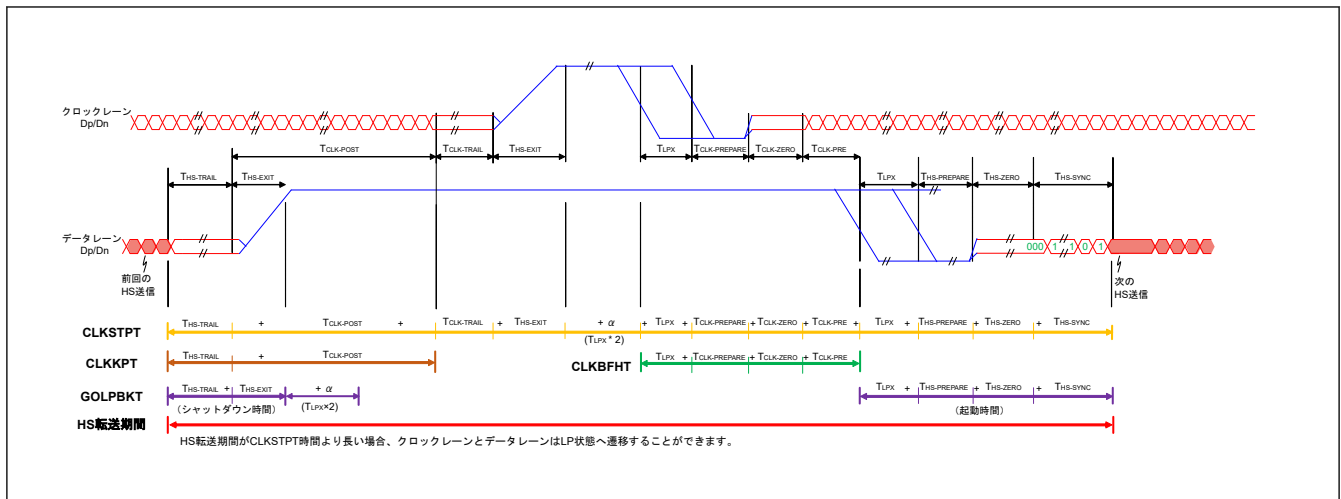 クロックレーン
Dp/Dn
TCLK-POST
TCLK-TRAIL
THS-EXIT
TLPX
TCLK-PREPARE
TCLK-ZERO
TCLK-PRE
THS-TRAIL
THS-EXIT
TLPX
THS-PREPARE
THS-ZERO
THS-SYNC
データレーン
Dp/Dn
000 1 1 0 1
前回の
HS送信
次の
HS送信
CLKSTPT
THS-TRAIL + TCLK-POST + TCLK-TRAIL + THS-EXIT + α + TLPX + TCLK-PREPARE + TCLK-ZERO + TCLK-PRE + TLPX + THS-PREPARE + THS-ZERO + THS-SYNC
(TLPX * 2)
CLKKPT
THS-TRAIL + TCLK-POST
CLKBFHT
TLPX + TCLK-PREPARE + TCLK-ZERO + TCLK-PRE
GOLPBKT
THS-TRAIL + THS-EXIT + α
(シャットダウン時間)
(TLPX×2)
TLPX + THS-PREPARE + THS-ZERO + THS-SYNC
(起動時間)
HS転送期間
HS転送期間がCLKSTPT時間より長い場合、クロックレーンとデータレーンはLP状態へ遷移することができます。